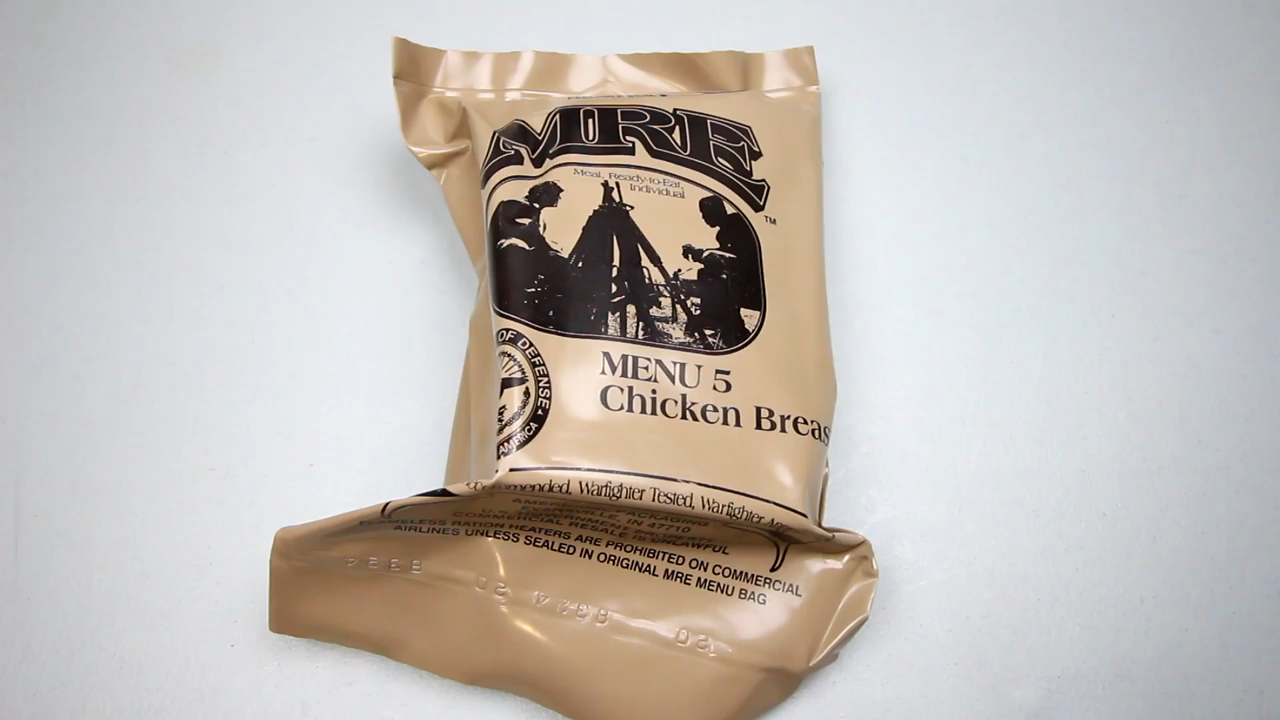 MRE
Meal, Ready-to-Eat,
Individual
TM
OF DEFENSE
AMERICA
MENU 5
Chicken Breas
Recommended, Warfighter Tested, Warfighter
PACKAGING
EVANSVILLE, IN 47710
U.S. GOVERNMENT PROPERTY
COMMERCIAL RESALE IS UNLAWFUL
FLAMELESS RATION HEATERS ARE PROHIBITED ON COMMERCIAL
AIRLINES UNLESS SEALED IN ORIGINAL MRE MENU BAG